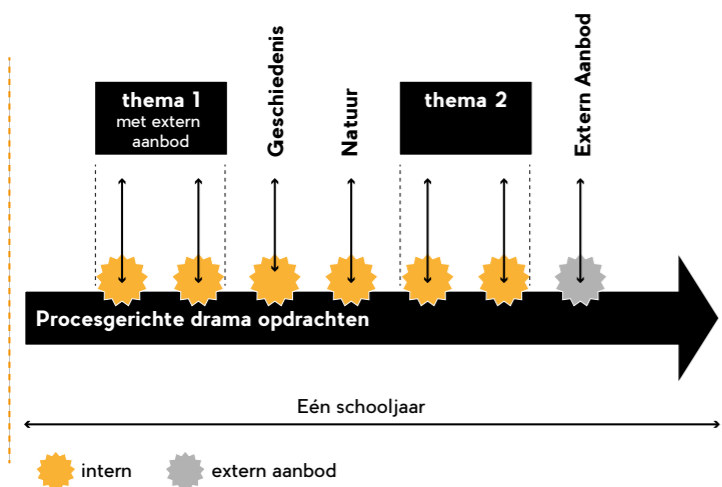 thema 1
met extern
aanbod
Geschiedenis
Natuur
thema 2
Extern Aanbod
Procesgerichte drama opdrachten
Eén schooljaar
intern
extern aanbod